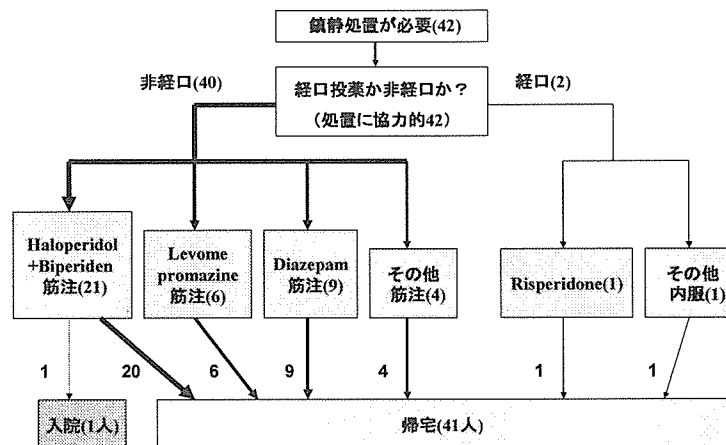 鎮静処置が必要(42)
非経口(40)
経口投薬か非経口か？
（処置に協力的42）
経口(2)
Haloperidol
+Biperiden
筋注(21)
Levome
promazine
筋注(6)
Diazepam
筋注(9)
その他
筋注(4)
Risperidone(1)
その他
内服(1)
1
20
6
9
4
1
1
入院(1人)
帰宅(41人)